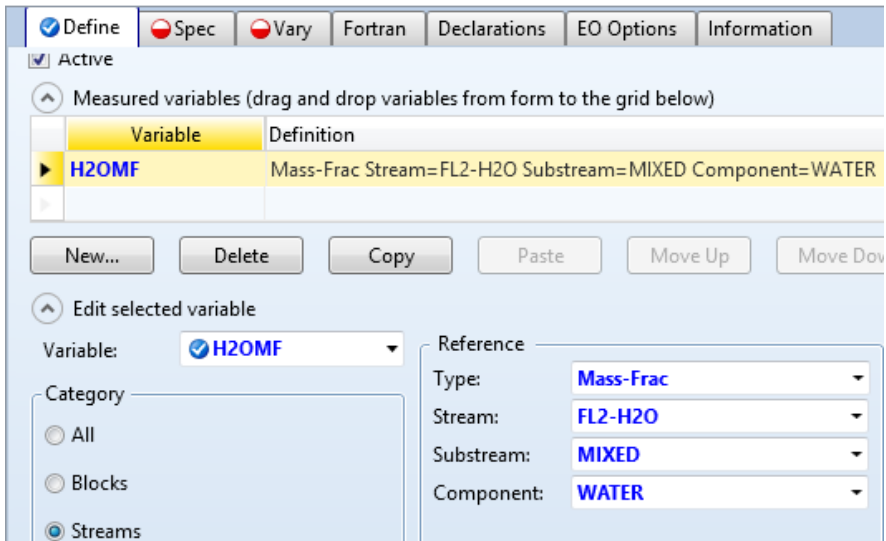 Define Spec Vary Fortran Declarations EO Options Information
Active
Measured variables (drag and drop variables from form to the grid below)
Variable Definition
H2OMF Mass-Frac Stream=FL2-H2O Substream=MIXED Component=WATER
New... Delete Copy Paste Move Up Move Dov
Edit selected variable
Variable: H2OMF
Reference
Type: Mass-Frac
Category
Stream: FL2-H2O
All
Substream: MIXED
Blocks
Component: WATER
Streams